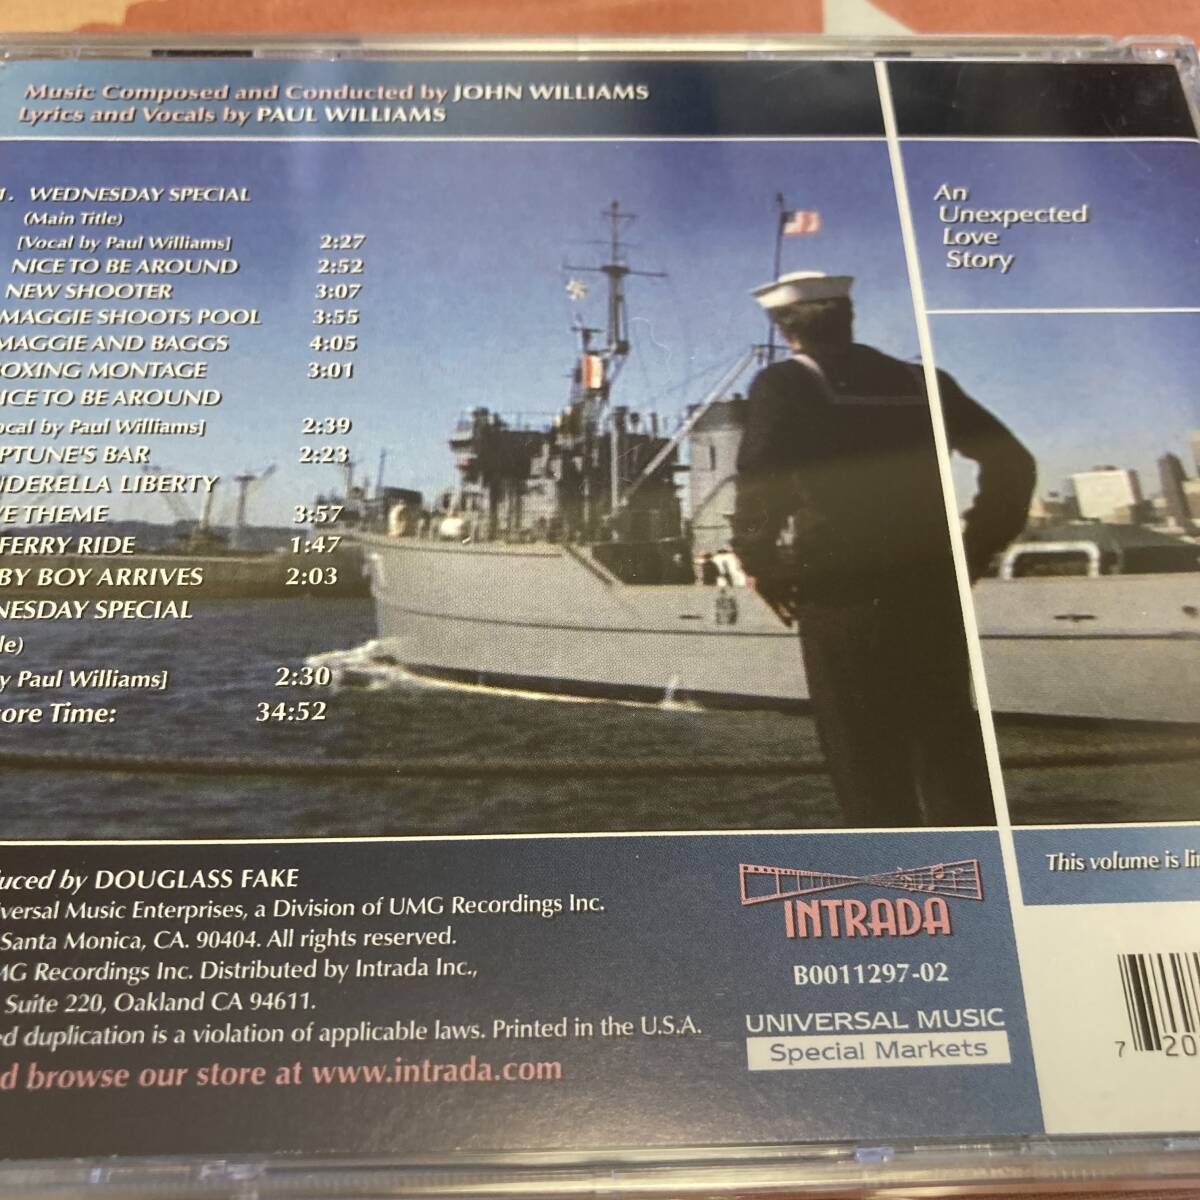 Music Composed and Conducted by JOHN WILLIAMS
Lyrics and Vocals by PAUL WILLIAMS
1. WEDNESDAY SPECIAL
(Main Title)
[Vocal by Paul Williams] 2:27
NICE TO BE AROUND 2:52
NEW SHOOTER 3:07
MAGGIE SHOOTS POOL 3:55
MAGGIE AND BAGGS 4:05
OXING MONTAGE 3:01
ICE TO BE AROUND
ocal by Paul Williams] 2:39
PTUNE'S BAR 2:23
NDERELLA LIBERTY
VE THEME 3:57
FERRY RIDE 1:47
BY BOY ARRIVES 2:03
NESDAY SPECIAL
le)
y Paul Williams] 2:30
core Time: 34:52
An
Unexpected
Love
Story
uced by DOUGLASS FAKE
iversal Music Enterprises, a Division of UMG Recordings Inc.
Santa Monica, CA. 90404. All rights reserved.
MG Recordings Inc. Distributed by Intrada Inc.,
Suite 220, Oakland CA 94611.
ed duplication is a violation of applicable laws. Printed in the U.S.A.
d browse our store at www.intrada.com
INTRADA
B0011297-02
UNIVERSAL MUSIC
Special Markets
This volume is li
7 20